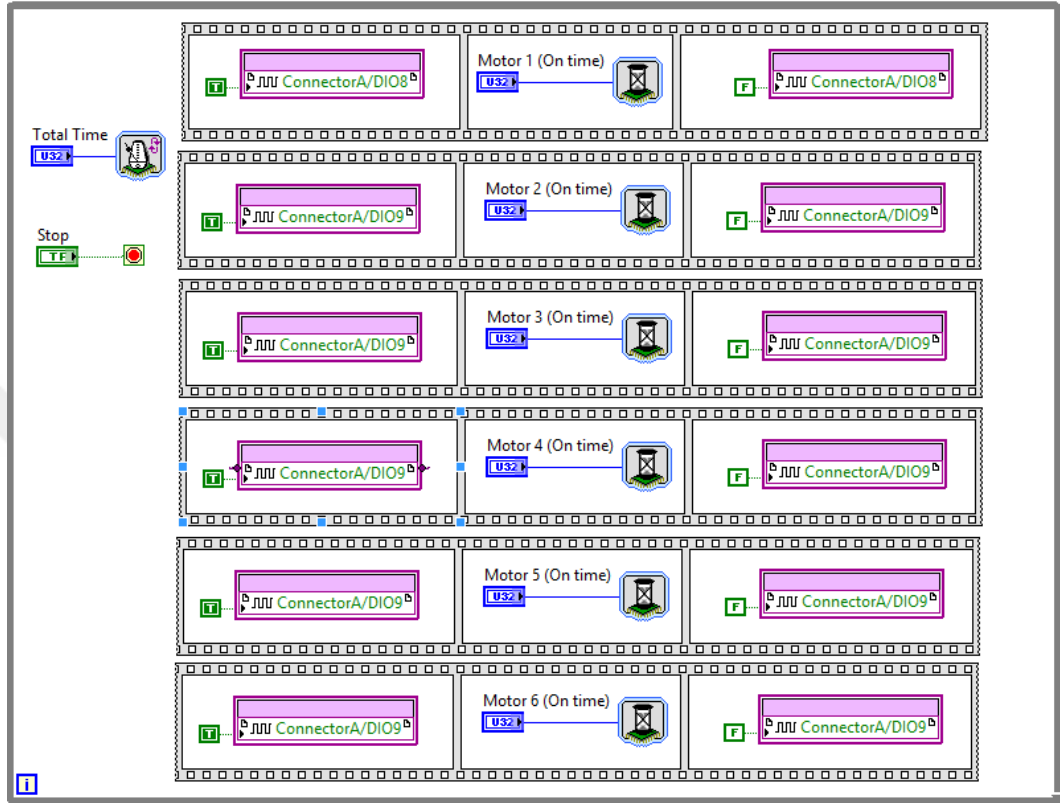 Motor 1 (On time)
T ConnectorA/DIO8 U32 F ConnectorA/DIO8
Total Time
U32
Motor 2 (On time)
T ConnectorA/DIO9 U32 F ConnectorA/DIO9
Stop
TF
Motor 3 (On time)
T ConnectorA/DIO9 U32 F ConnectorA/DIO9
Motor 4 (On time)
T ConnectorA/DIO9 U32 F ConnectorA/DIO9
Motor 5 (On time)
T ConnectorA/DIO9 U32 F ConnectorA/DIO9
Motor 6 (On time)
T ConnectorA/DIO9 U32 F ConnectorA/DIO9
i